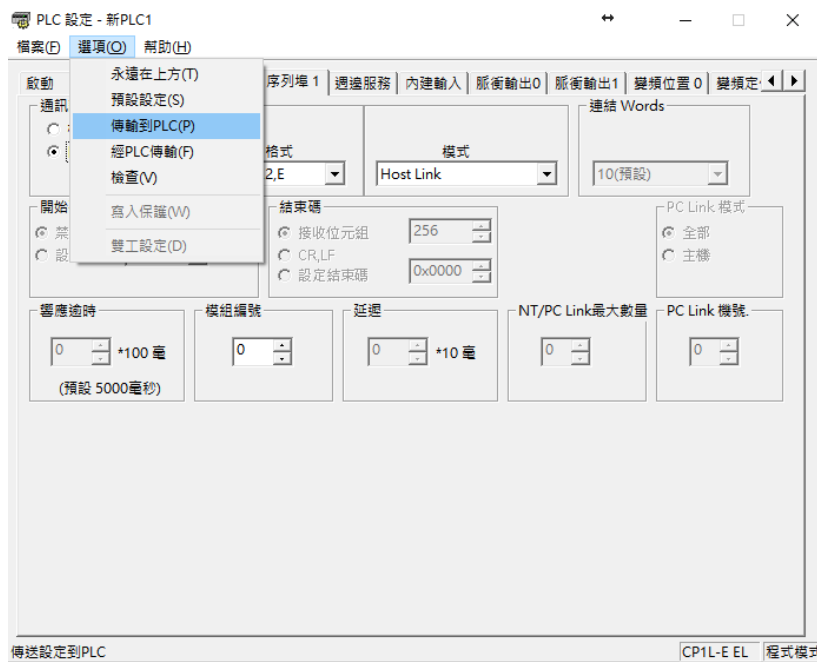 PLC 設定 - 新PLC1
檔案(F) 選項(O) 幫助(H)
永遠在上方(T)
預設設定(S)
傳輸到PLC(P)
經PLC傳輸(F)
檢查(V)
寫入保護(W)
雙工設定(D)
啟動 序列埠 1 週邊服務 內建輸入 脈衝輸出0 脈衝輸出1 變頻位置 0 變頻定
通訊 連結 Words
格式 模式
2,E Host Link 10(預設)
開始 結束碼 PC Link 模式
禁 接收位元組 256 全部
設 CR,LF 主機
設定結束碼 0x0000
響應逾時 模組編號 延遲 NT/PC Link最大數量 PC Link 機號.
0 *100 毫 0 0 *10 毫 0 0
(預設 5000毫秒)
傳送設定到PLC CP1L-E EL 程式模式